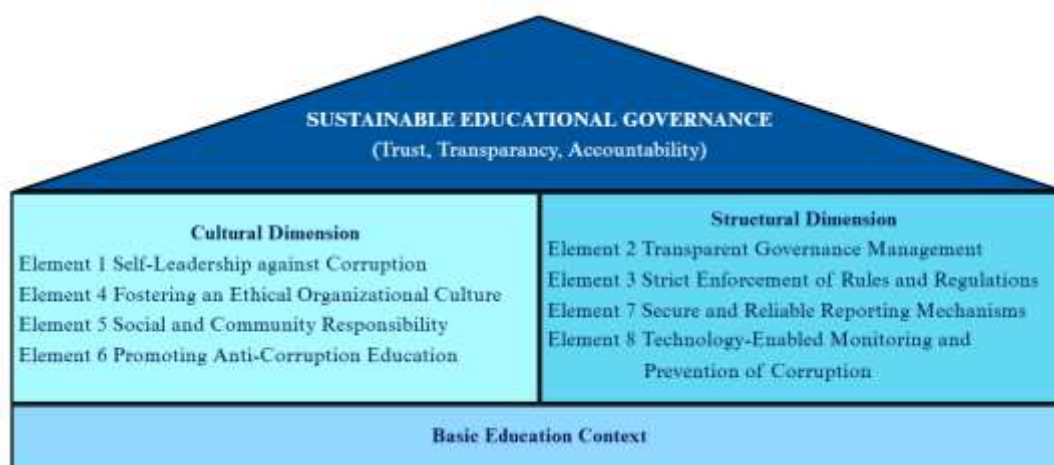 SUSTAINABLE EDUCATIONAL GOVERNANCE
(Trust, Transparancy, Accountability)
Cultural Dimension
Element 1 Self-Leadership against Corruption
Element 4 Fostering an Ethical Organizational Culture
Element 5 Social and Community Responsibility
Element 6 Promoting Anti-Corruption Education
Structural Dimension
Element 2 Transparent Governance Management
Element 3 Strict Enforcement of Rules and Regulations
Element 7 Secure and Reliable Reporting Mechanisms
Element 8 Technology-Enabled Monitoring and
Prevention of Corruption
Basic Education Context